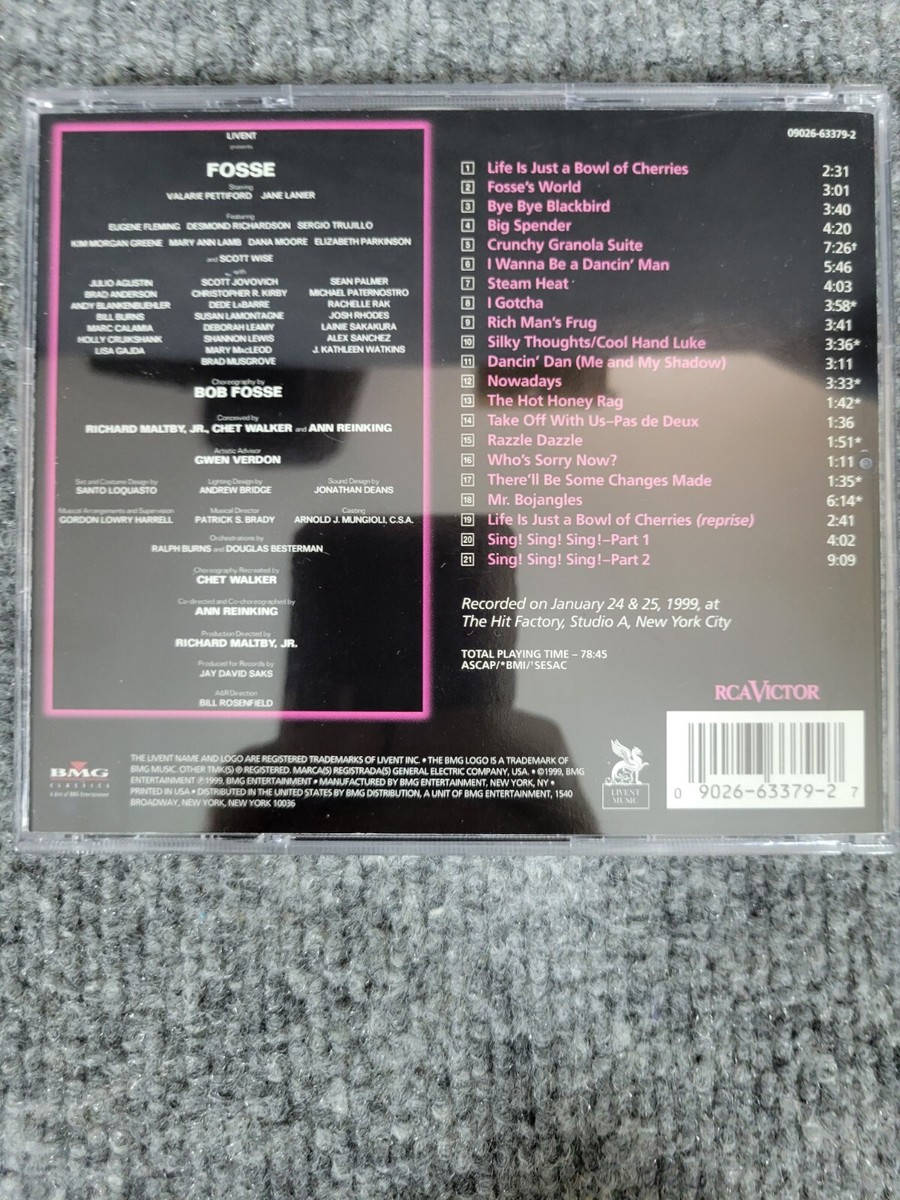 LIVENT
presents
FOSSE
Starring
VALARIE PETTIFORD JANE LANIER
Featuring
EUGENE FLEMING DESMOND RICHARDSON SERGIO TRUJILLO
KIM MORGAN GREENE MARY ANN LAMB DANA MOORE ELIZABETH PARKINSON
and SCOTT WISE
with
JULIO AGUSTIN SCOTT JOVOVICH SEAN PALMER
BRAD ANDERSON CHRISTOPHER R. KIRBY MICHAEL PATERNOSTRO
ANDY BLANKENBUEHLER DEDE LaBARRE RACHELLE RAK
BILL BURNS SUSAN LAMONTAGNE JOSH RHODES
MARC CALAMIA DEBORAH LEAMY LAINIE SAKAKURA
HOLLY CRUIKSHANK SHANNON LEWIS ALEX SANCHEZ
LISA GAJDA MARY MacLEOD J. KATHLEEN WATKINS
BRAD MUSGROVE
Choreography by
BOB FOSSE
Conceived by
RICHARD MALTBY, JR., CHET WALKER and ANN REINKING
Artistic Advisor
GWEN VERDON
Set and Costume Design by Lighting Design by Sound Design by
SANTO LOQUASTO ANDREW BRIDGE JONATHAN DEANS
Musical Arrangements and Supervision Musical Director Casting
GORDON LOWRY HARRELL PATRICK S. BRADY ARNOLD J. MUNGIOLI, C.S.A.
Orchestrations by
RALPH BURNS and DOUGLAS BESTERMAN
Choreography Recreated by
CHET WALKER
Co-directed and Co-choreographed by
ANN REINKING
Production Directed by
RICHARD MALTBY, JR.
Produced for Records by
JAY DAVID SAKS
A&R Direction
BILL ROSENFIELD
09026-63379-2
1 Life Is Just a Bowl of Cherries 2:31
2 Fosse's World 3:01
3 Bye Bye Blackbird 3:40
4 Big Spender 4:20
5 Crunchy Granola Suite 7:26†
6 I Wanna Be a Dancin' Man 5:46
7 Steam Heat 4:03
8 I Gotcha 3:58*
9 Rich Man's Frug 3:41
10 Silky Thoughts/Cool Hand Luke 3:36*
11 Dancin' Dan (Me and My Shadow) 3:11
12 Nowadays 3:33*
13 The Hot Honey Rag 1:42*
14 Take Off With Us–Pas de Deux 1:36
15 Razzle Dazzle 1:51*
16 Who's Sorry Now? 1:11
17 There'll Be Some Changes Made 1:35*
18 Mr. Bojangles 6:14*
19 Life Is Just a Bowl of Cherries (reprise) 2:41
20 Sing! Sing! Sing!–Part 1 4:02
21 Sing! Sing! Sing!–Part 2 9:09
Recorded on January 24 & 25, 1999, at
The Hit Factory, Studio A, New York City
TOTAL PLAYING TIME – 78:45
ASCAP/*BMI/†SESAC
RCA VICTOR
BMG
CLASSICS
A Unit of BMG Entertainment
THE LIVENT NAME AND LOGO ARE REGISTERED TRADEMARKS OF LIVENT INC. • THE BMG LOGO IS A TRADEMARK OF
BMG MUSIC. OTHER TMK(S) ® REGISTERED. MARCA(S) REGISTRADA(S) GENERAL ELECTRIC COMPANY, USA. • ©1999, BMG
ENTERTAINMENT ℗1999, BMG ENTERTAINMENT • MANUFACTURED BY BMG ENTERTAINMENT, NEW YORK, NY •
PRINTED IN USA • DISTRIBUTED IN THE UNITED STATES BY BMG DISTRIBUTION, A UNIT OF BMG ENTERTAINMENT, 1540
BROADWAY, NEW YORK, NEW YORK 10036
LIVENT
MUSIC
0 9026-63379-2 7